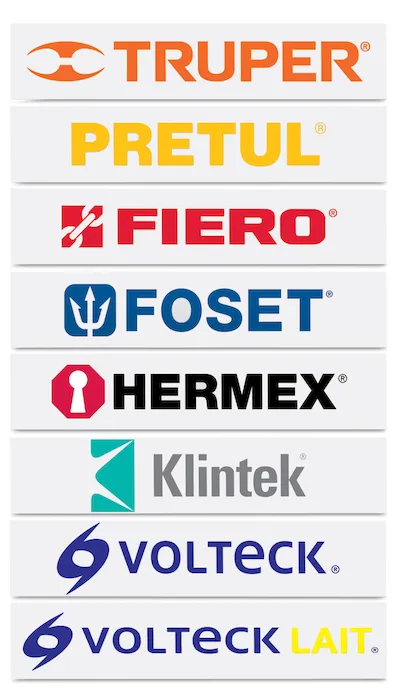 TRUPER®
PRETUL®
FIERO®
FOSET®
HERMEX®
Klintek®
VOLTECK®
VOLTECK LAIT®